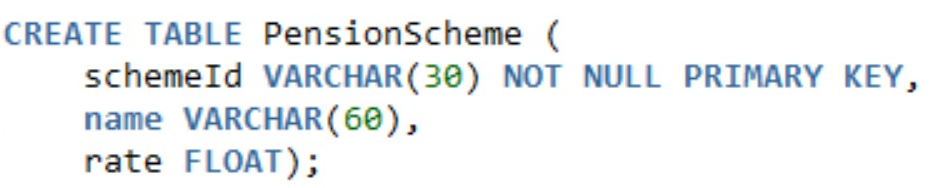 CREATE TABLE PensionScheme (
schemeId VARCHAR(30) NOT NULL PRIMARY KEY,
name VARCHAR(60),
rate FLOAT);